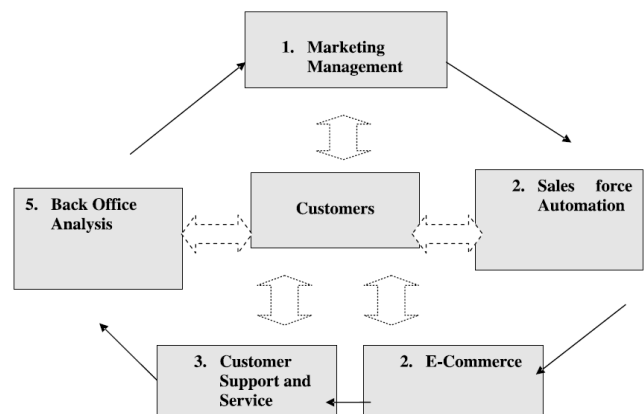 1. Marketing
Management
5. Back Office
Analysis
Customers
2. Sales force
Automation
3. Customer
Support and
Service
2. E-Commerce